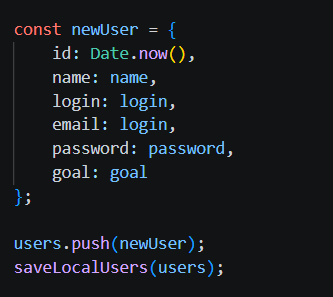 const newUser = {
    id: Date.now(),
    name: name,
    login: login,
    email: login,
    password: password,
    goal: goal
};

users.push(newUser);
saveLocalUsers(users);